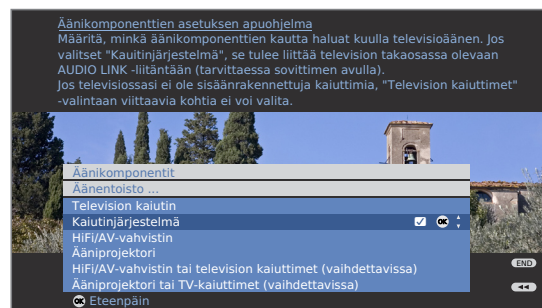 Äänikomponenttien asetuksen apuohjelma
Määritä, minkä äänikomponenttien kautta haluat kuulla televisioäänen. Jos
valitset "Kauitinjärjestelmä", se tulee liittää television takaosassa olevaan
AUDIO LINK -liitäntään (tarvittaessa sovittimen avulla).
Jos televisiossasi ei ole sisäänrakennettuja kaiuttimia, "Television kaiuttimet"
-valintaan viittaavia kohtia ei voi valita.
Äänikomponentit
Äänentoisto ...
Television kaiutin
Kaiutinjärjestelmä OK
HiFi/AV-vahvistin
Ääniprojektori
HiFi/AV-vahvistin tai television kaiuttimet (vaihdettavissa)
Ääniprojektori tai TV-kaiuttimet (vaihdettavissa)
OK Eteenpäin
END